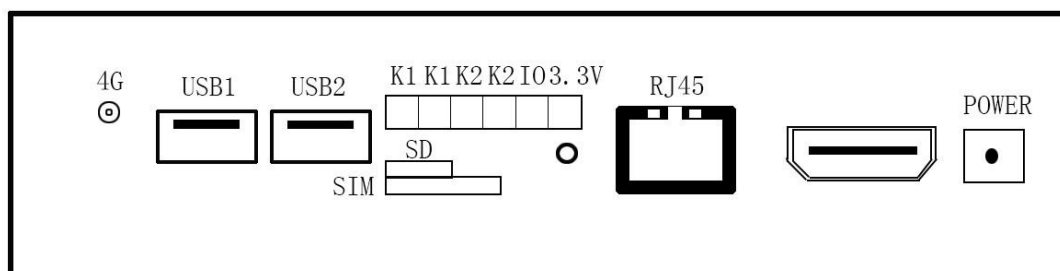 4G
USB1
USB2
K1 K1 K2 K2 IO 3.3V
RJ45
POWER
SD
SIM